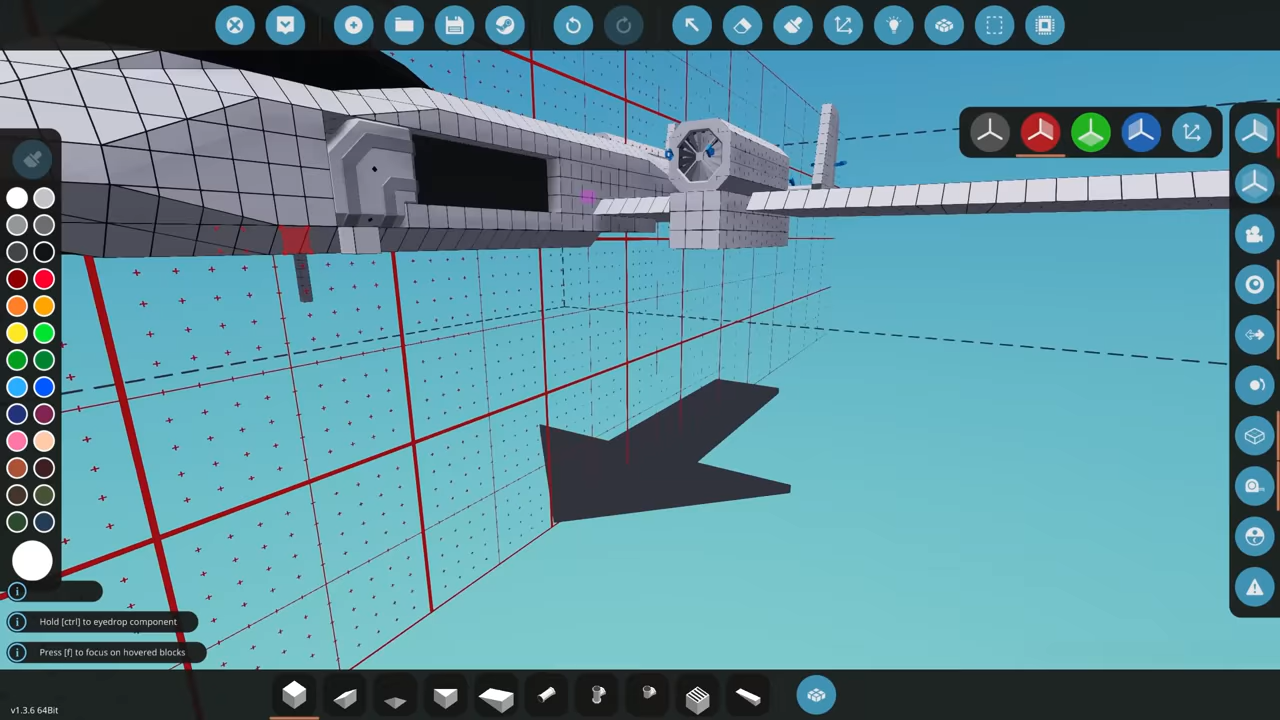 Hold [ctrl] to eyedrop component
Press [f] to focus on hovered blocks
v1.3.6 64Bit